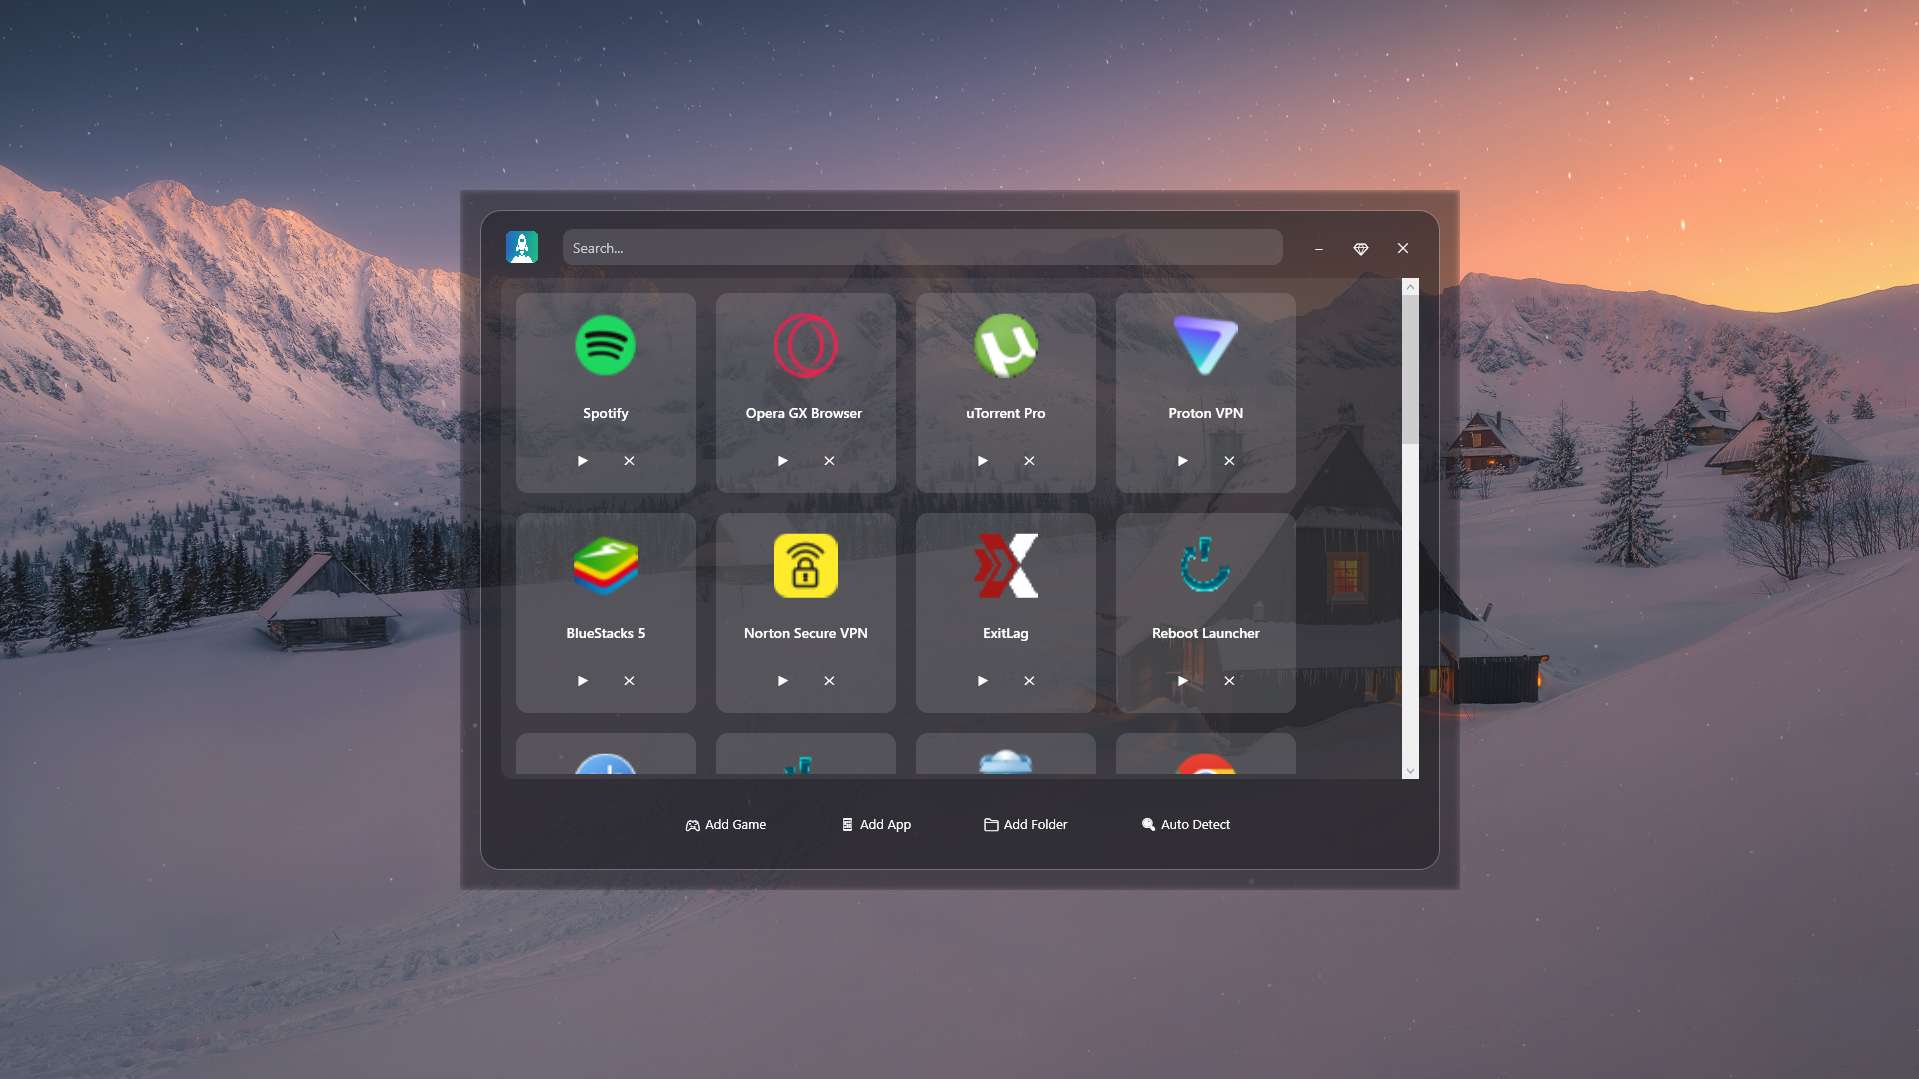 Search...
Spotify
Opera GX Browser
uTorrent Pro
Proton VPN
BlueStacks 5
Norton Secure VPN
ExitLag
Reboot Launcher
Add Game
Add App
Add Folder
Auto Detect